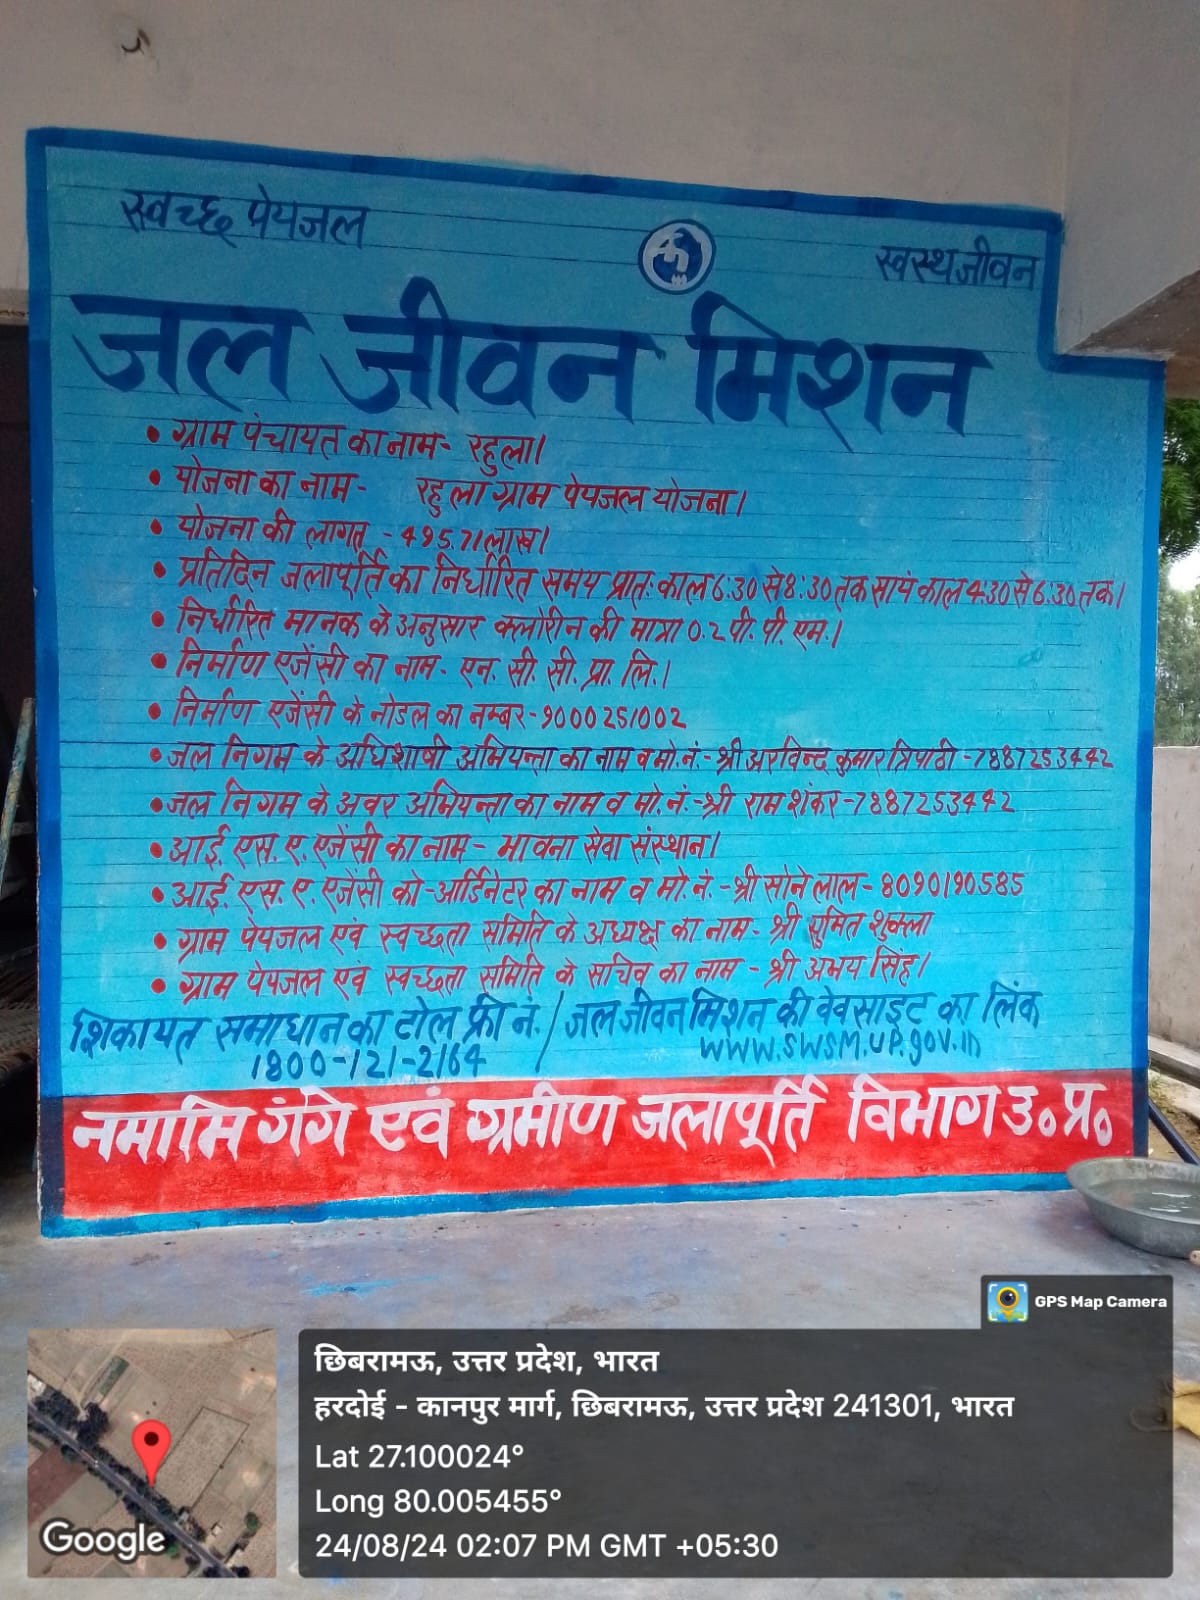 स्वच्छ पेयजल
स्वस्थ जीवन
जल जीवन मिशन
• ग्राम पंचायत का नाम- रहुला।
• योजना का नाम- रहुला ग्राम पेयजल योजना।
• योजना की लागत - 495.71 लाख।
• प्रतिदिन जलापूर्ति का निर्धारित समय प्रातः काल 6:30 से 8:30 तक सायं काल 4:30 से 6:30 तक।
• निर्धारित मानक के अनुसार क्लोरीन की मात्रा 0.2 पी. पी. एम.।
• निर्माण एजेंसी का नाम- एन. सी. सी. प्रा. लि.।
• निर्माण एजेंसी के नोडल का नम्बर-9000251002
• जल निगम के अधिशाषी अभियन्ता का नाम व मो. नं.- श्री अरविन्द कुमार त्रिपाठी -7887253442
• जल निगम के अवर अभियन्ता का नाम व मो. नं.-श्री राम शंकर-7887253442
• आई. एस. ए. एजेंसी का नाम- भावना सेवा संस्थान।
• आई. एस. ए. एजेंसी को-आर्डिनेटर का नाम व मो. नं.-श्री सोने लाल- 8090190585
• ग्राम पेयजल एवं स्वच्छता समिति के अध्यक्ष का नाम- श्री सुमित शुक्ला
• ग्राम पेयजल एवं स्वच्छता समिति के सचिव का नाम - श्री अभय सिंह।
शिकायत समाधान का टोल फ्री नं. / जल जीवन मिशन की वेवसाइट का लिंक
1800-121-2164 www.swsm.up.gov.in
नमामि गंगे एवं ग्रमीण जलापूर्ति विभाग उ० प्र०
GPS Map Camera
छिबरामऊ, उत्तर प्रदेश, भारत
हरदोई - कानपुर मार्ग, छिबरामऊ, उत्तर प्रदेश 241301, भारत
Lat 27.100024°
Long 80.005455°
24/08/24 02:07 PM GMT +05:30
Google